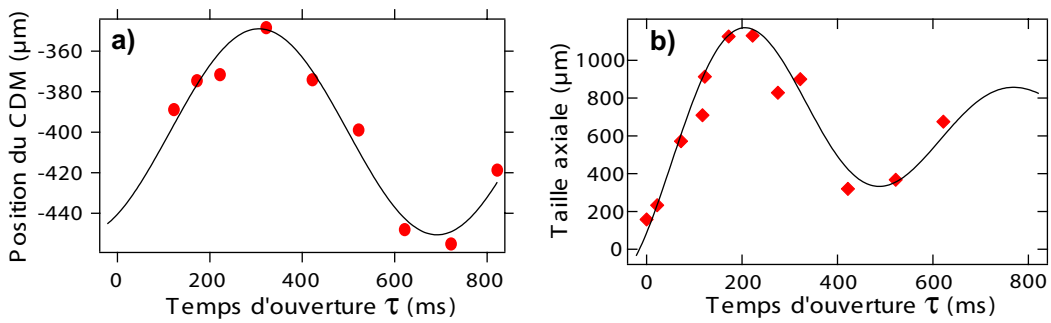 a)
Position du CDM (µm)
-360
-380
-400
-420
-440
0 200 400 600 800
Temps d'ouverture τ (ms)
b)
Taille axiale (µm)
1000
800
600
400
200
0
0 200 400 600 800
Temps d'ouverture τ (ms)